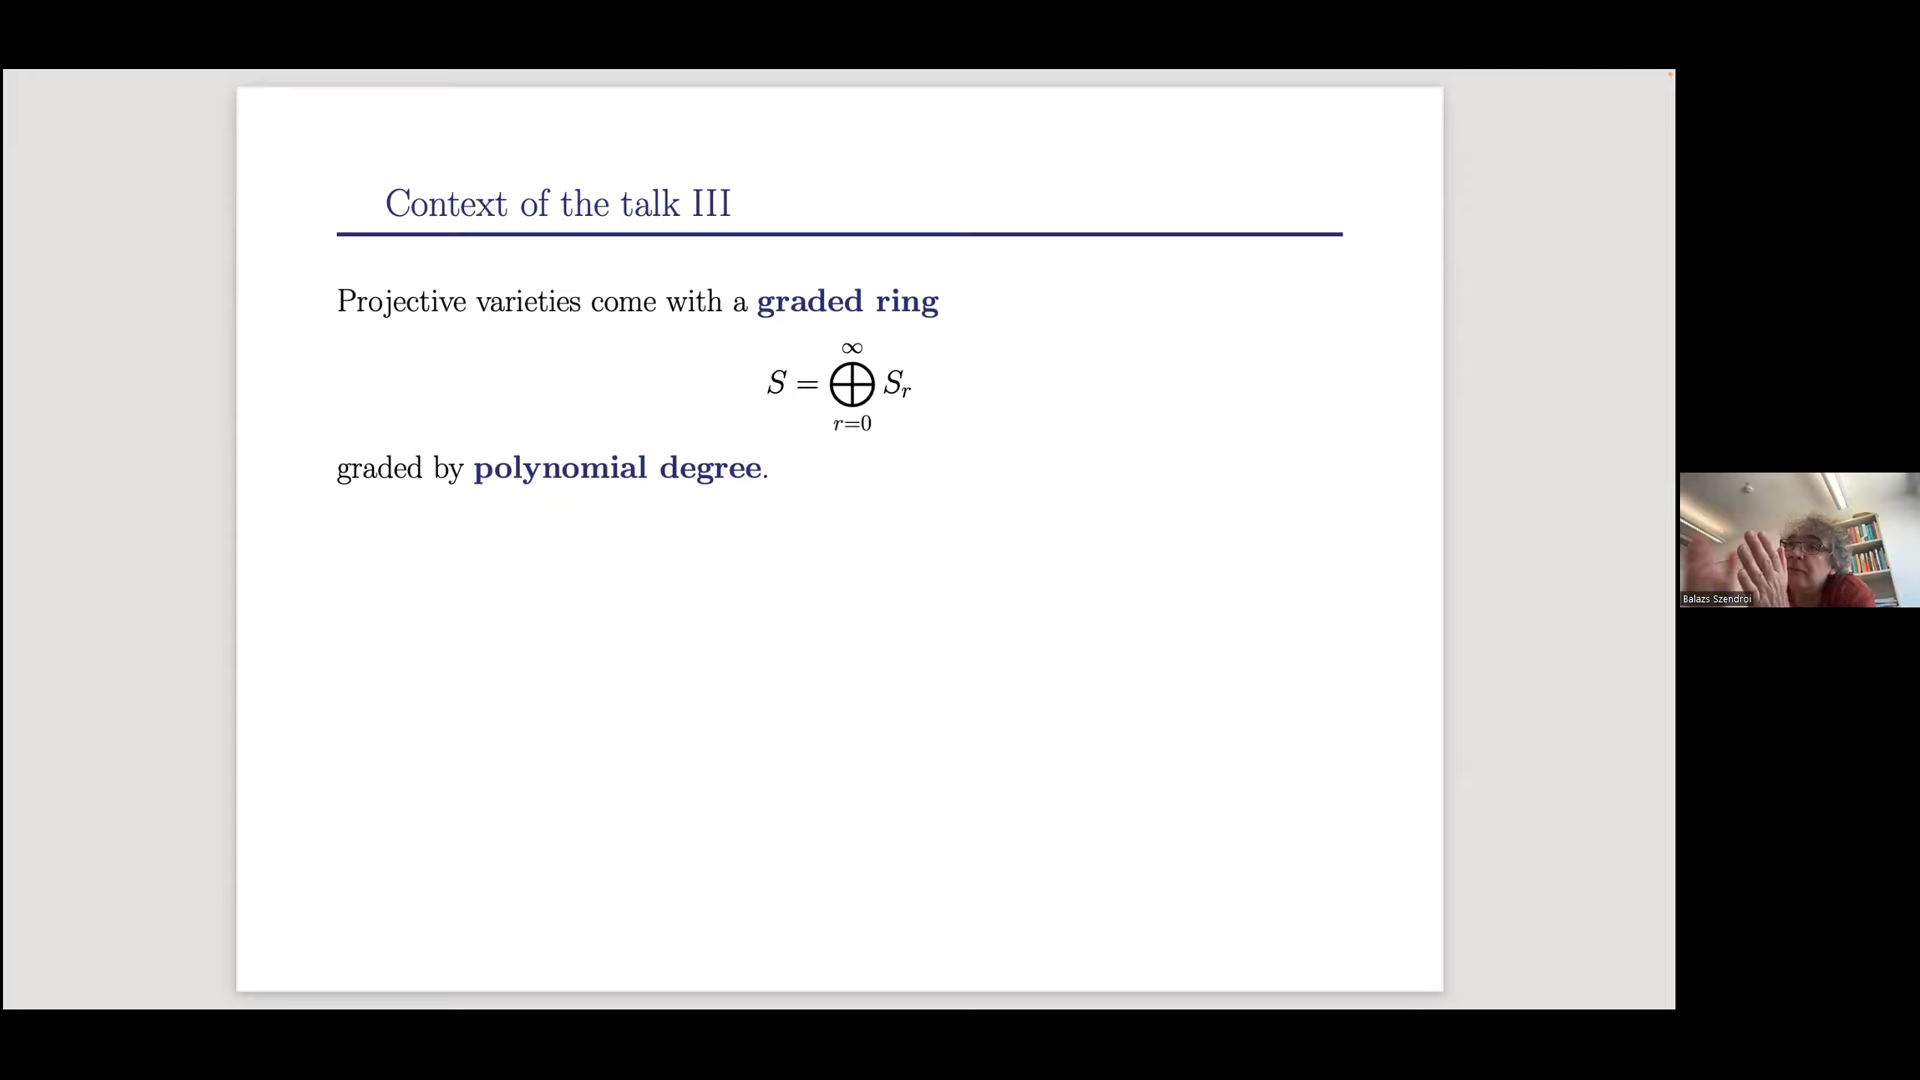 Context of the talk III
Projective varieties come with a graded ring
∞
S = ⊕ S_r
r=0
graded by polynomial degree.
Balazs Szendroi